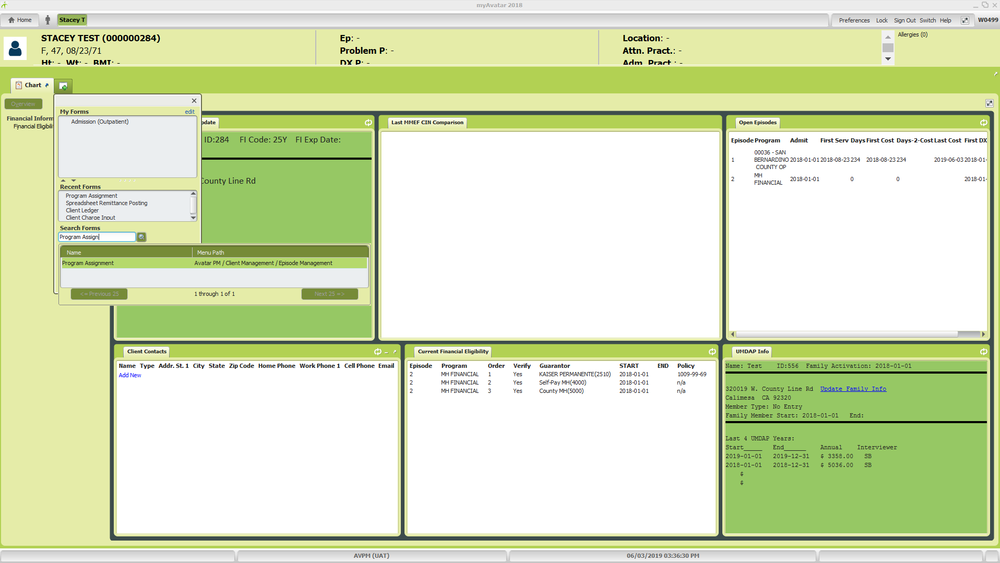 myAvatar 2018
Home
Stacey T
Preferences Lock Sign Out Switch Help W0499
STACEY TEST (000000284)
F, 47, 08/23/71
Ht: - Wt: - BMI: -
Ep: -
Problem P: -
DX P: -
Location: -
Attn. Pract.: -
Adm. Pract.: -
Allergies (0)
Chart
Overview
Financial Inform
Financial Eligibili
My Forms edit
Admission (Outpatient)
Recent Forms
Program Assignment
Spreadsheet Remittance Posting
Client Ledger
Client Charge Input
Search Forms
Program Assign
Name Menu Path
Program Assignment Avatar PM / Client Management / Episode Management
<= Previous 25 1 through 1 of 1 Next 25 =>
pdate
ID:284 FI Code: 25Y FI Exp Date:
County Line Rd
Last MMEF CIN Comparison
Open Episodes
Episode Program Admit First Serv Days First Cost Days-2-Cost Last Cost First DX
00036 - SAN
1 BERNARDINO 2018-01-01 2018-08-23 234 2018-08-23 234 2019-06-03 2018-01-
COUNTY OP
MH
2 FINANCIAL 2018-01-01 0 0 2018-01-
Client Contacts
Name Type Addr. St. 1 City State Zip Code Home Phone Work Phone 1 Cell Phone Email
Add New
Current Financial Eligibility
Episode Program Order Verify Guarantor START END Policy
2 MH FINANCIAL 1 Yes KAISER PERMANENTE(2510) 2018-01-01 1009-99-69
2 MH FINANCIAL 2 Yes Self-Pay MH(4000) 2018-01-01 n/a
2 MH FINANCIAL 3 Yes County MH(5000) 2018-01-01 n/a
UMDAP Info
Name: Test ID:556 Family Activation: 2018-01-01
320019 W. County Line Rd Update Family Info
Calimesa CA 92320
Member Type: No Entry
Family Member Start: 2018-01-01 End:
Last 4 UMDAP Years:
Start_____ End______ Annual Interviewer
2019-01-01 2019-12-31 $ 3358.00 SB
2018-01-01 2018-12-31 $ 5036.00 SB
$
$
AVPM (UAT)
06/03/2019 03:36:30 PM